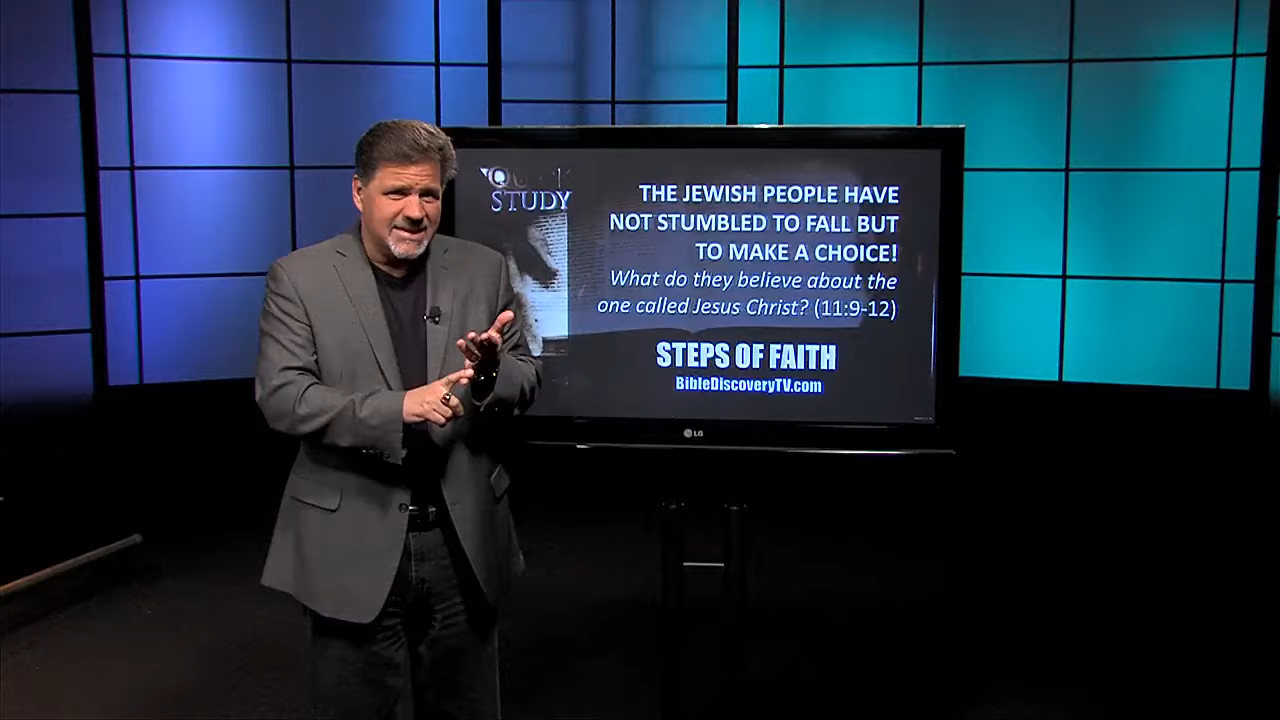 QUICK
STUDY
THE JEWISH PEOPLE HAVE
NOT STUMBLED TO FALL BUT
TO MAKE A CHOICE!
What do they believe about the
one called Jesus Christ? (11:9-12)
STEPS OF FAITH
BibleDiscoveryTV.com
LG